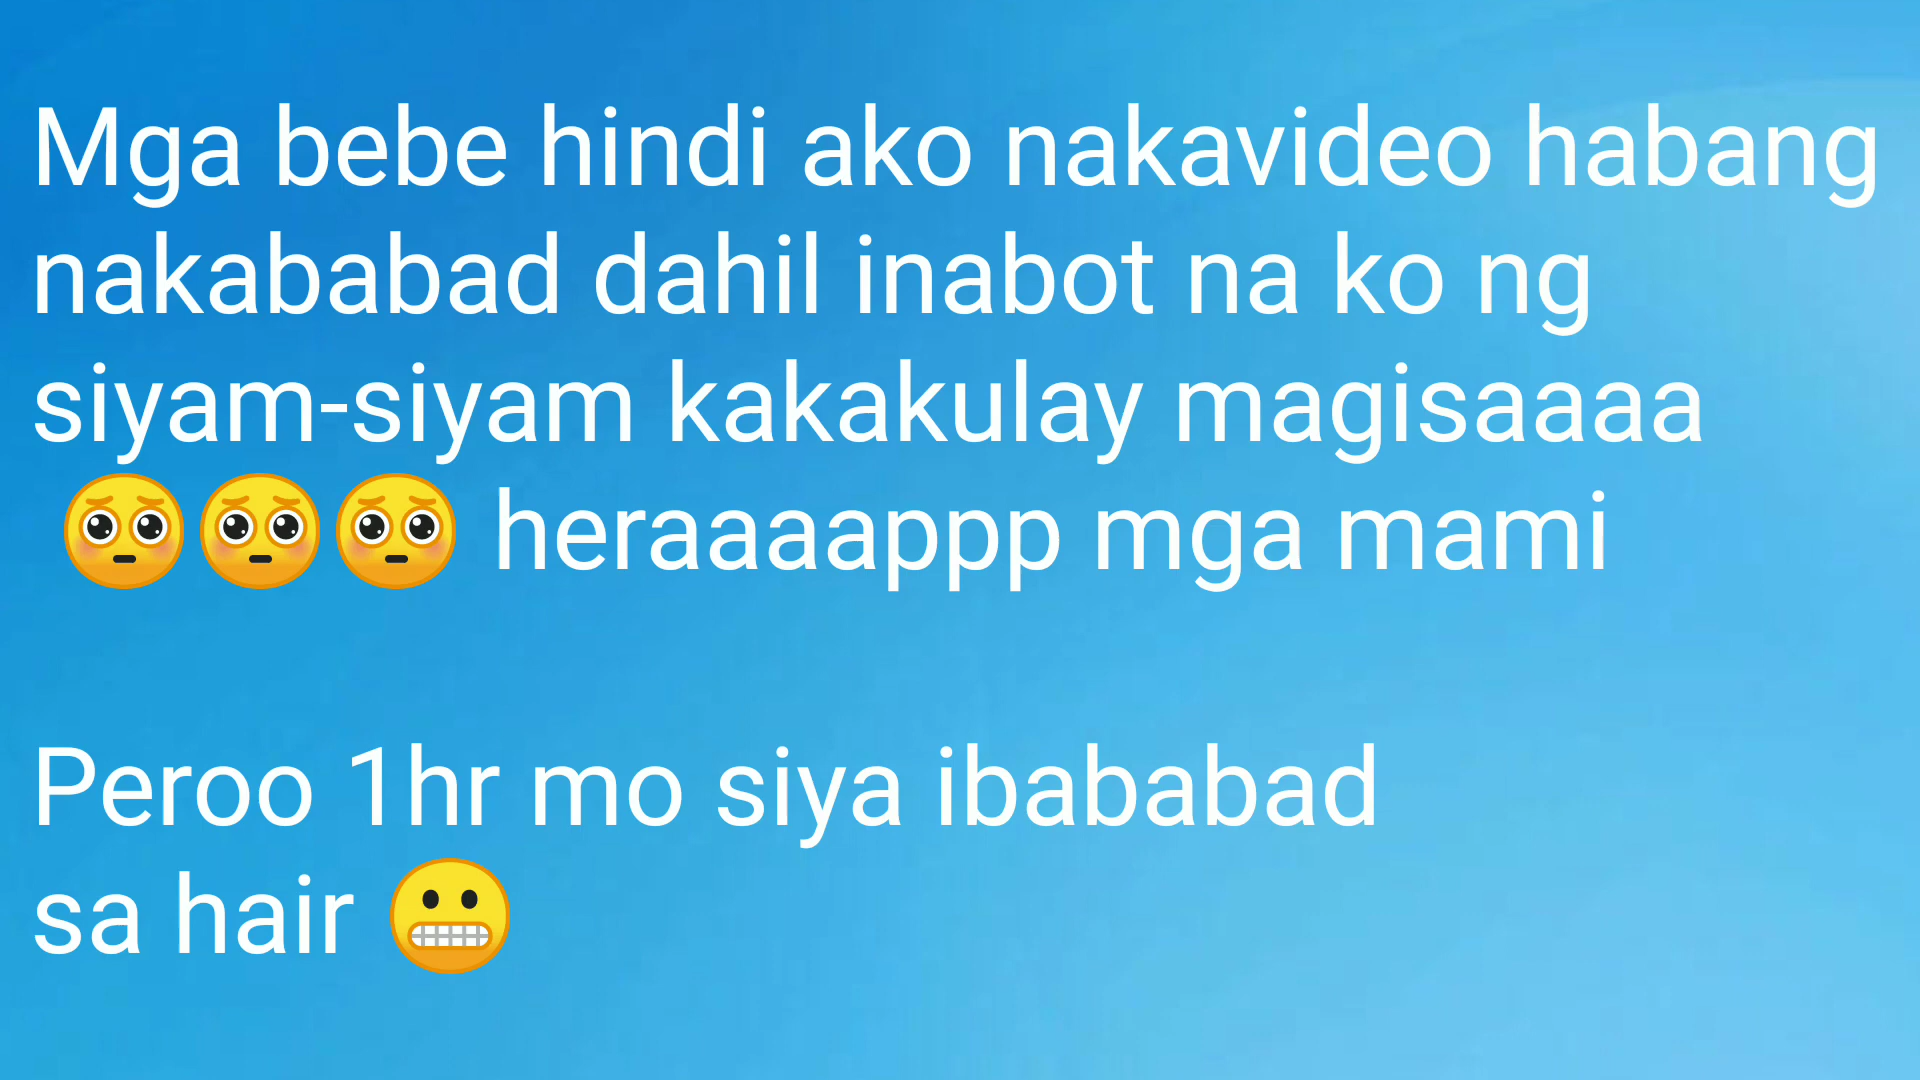 Mga bebe hindi ako nakavideo habang
nakababad dahil inabot na ko ng
siyam-siyam kakakulay magisaaaa
🥺🥺🥺 heraaaappp mga mami
Peroo 1hr mo siya ibababad
sa hair 😬